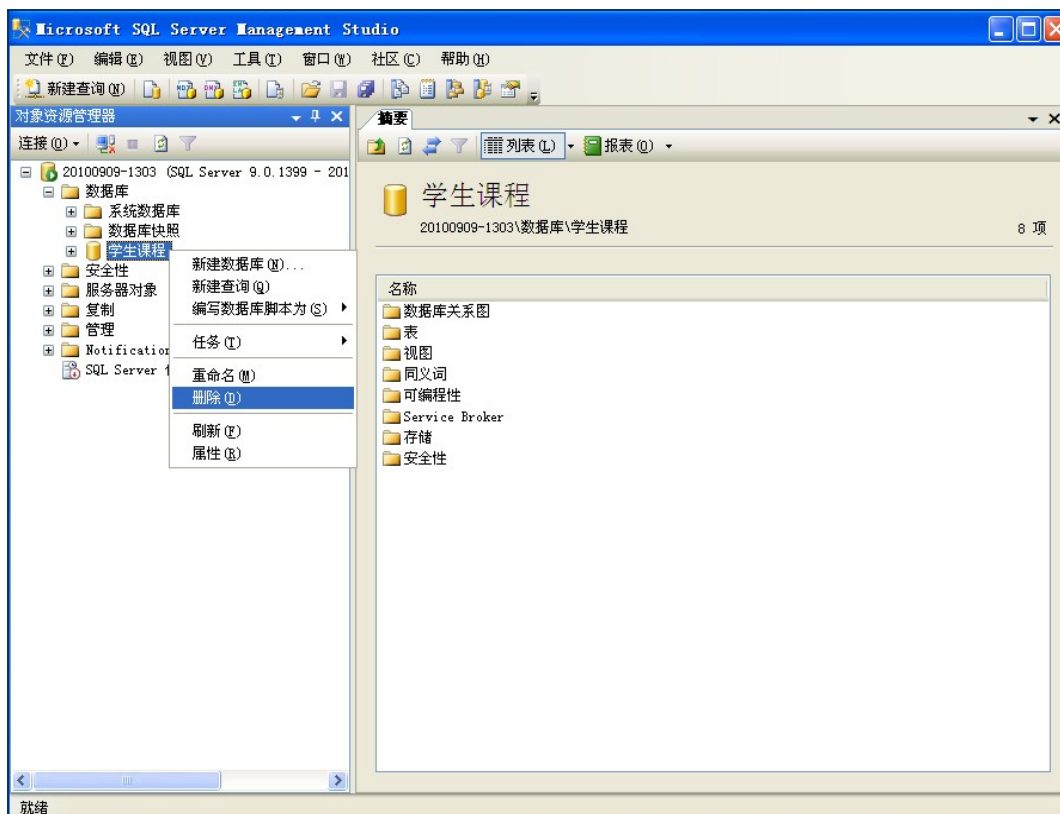 Microsoft SQL Server Management Studio
文件(F) 编辑(E) 视图(V) 工具(T) 窗口(W) 社区(C) 帮助(H)
新建查询(N)
对象资源管理器
摘要
连接(O)
列表(L) 报表(O)
20100909-1303 (SQL Server 9.0.1399 - 201
数据库
系统数据库
数据库快照
学生课程
安全性
服务器对象
复制
管理
Notification
SQL Server
新建数据库(N)...
新建查询(Q)
编写数据库脚本为(S)
任务(T)
重命名(M)
删除(D)
刷新(F)
属性(R)
学生课程
20100909-1303\数据库\学生课程
8 项
名称
数据库关系图
表
视图
同义词
可编程性
Service Broker
存储
安全性
就绪